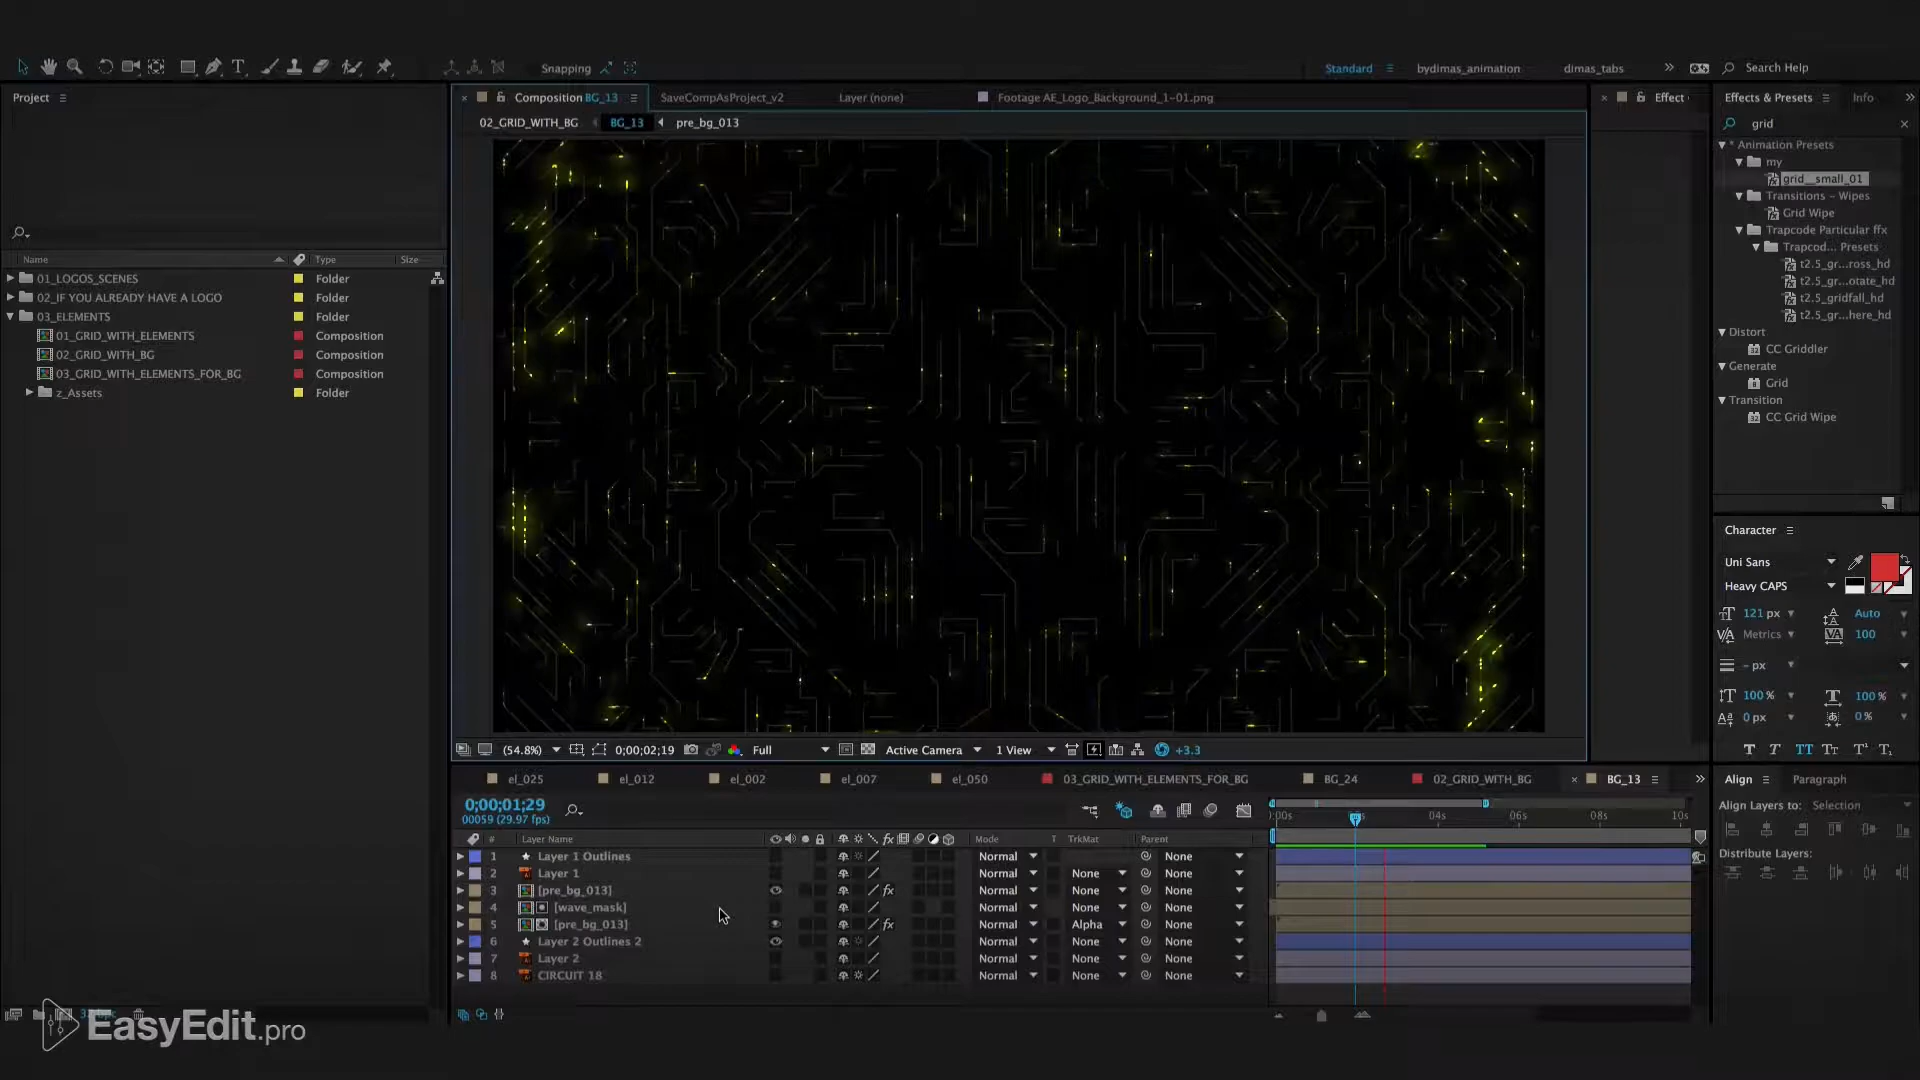 Snapping
Standard
bydimas_animation
dimas_tabs
Search Help
Project
Composition BG_13
SaveCompAsProject_v2
Layer (none)
Footage AE_Logo_Background_1-01.png
Effect
Effects & Presets
Info
02_GRID_WITH_BG
BG_13
pre_bg_013
grid
* Animation Presets
my
grid__small_01
Transitions - Wipes
Grid Wipe
Trapcode Particular ffx
Trapcod... Presets
t2.5_gr...ross_hd
t2.5_gr...otate_hd
t2.5_gridfall_hd
t2.5_gr...here_hd
Distort
CC Griddler
Generate
Grid
Transition
CC Grid Wipe
Name Type Size
01_LOGOS_SCENES Folder
02_IF YOU ALREADY HAVE A LOGO Folder
03_ELEMENTS Folder
01_GRID_WITH_ELEMENTS Composition
02_GRID_WITH_BG Composition
03_GRID_WITH_ELEMENTS_FOR_BG Composition
z_Assets Folder
Character
Uni Sans
Heavy CAPS
121 px Auto
Metrics 100
- px
100 % 100 %
0 px 0 %
(54.8%) 0;00;02;19 Full Active Camera 1 View +3.3
el_025 el_012 el_002 el_007 el_050 03_GRID_WITH_ELEMENTS_FOR_BG BG_24 02_GRID_WITH_BG BG_13
Align Paragraph
Align Layers to: Selection
Distribute Layers:
0;00;01;29
00059 (29.97 fps)
:00s 04s 06s 08s 10s
# Layer Name Mode T TrkMat Parent
1 Layer 1 Outlines Normal None
2 Layer 1 Normal None None
3 [pre_bg_013] fx Normal None None
4 [wave_mask] Normal None None
5 [pre_bg_013] fx Normal Alpha None
6 Layer 2 Outlines 2 Normal None None
7 Layer 2 Normal None None
8 CIRCUIT 18 Normal None None
EasyEdit.pro